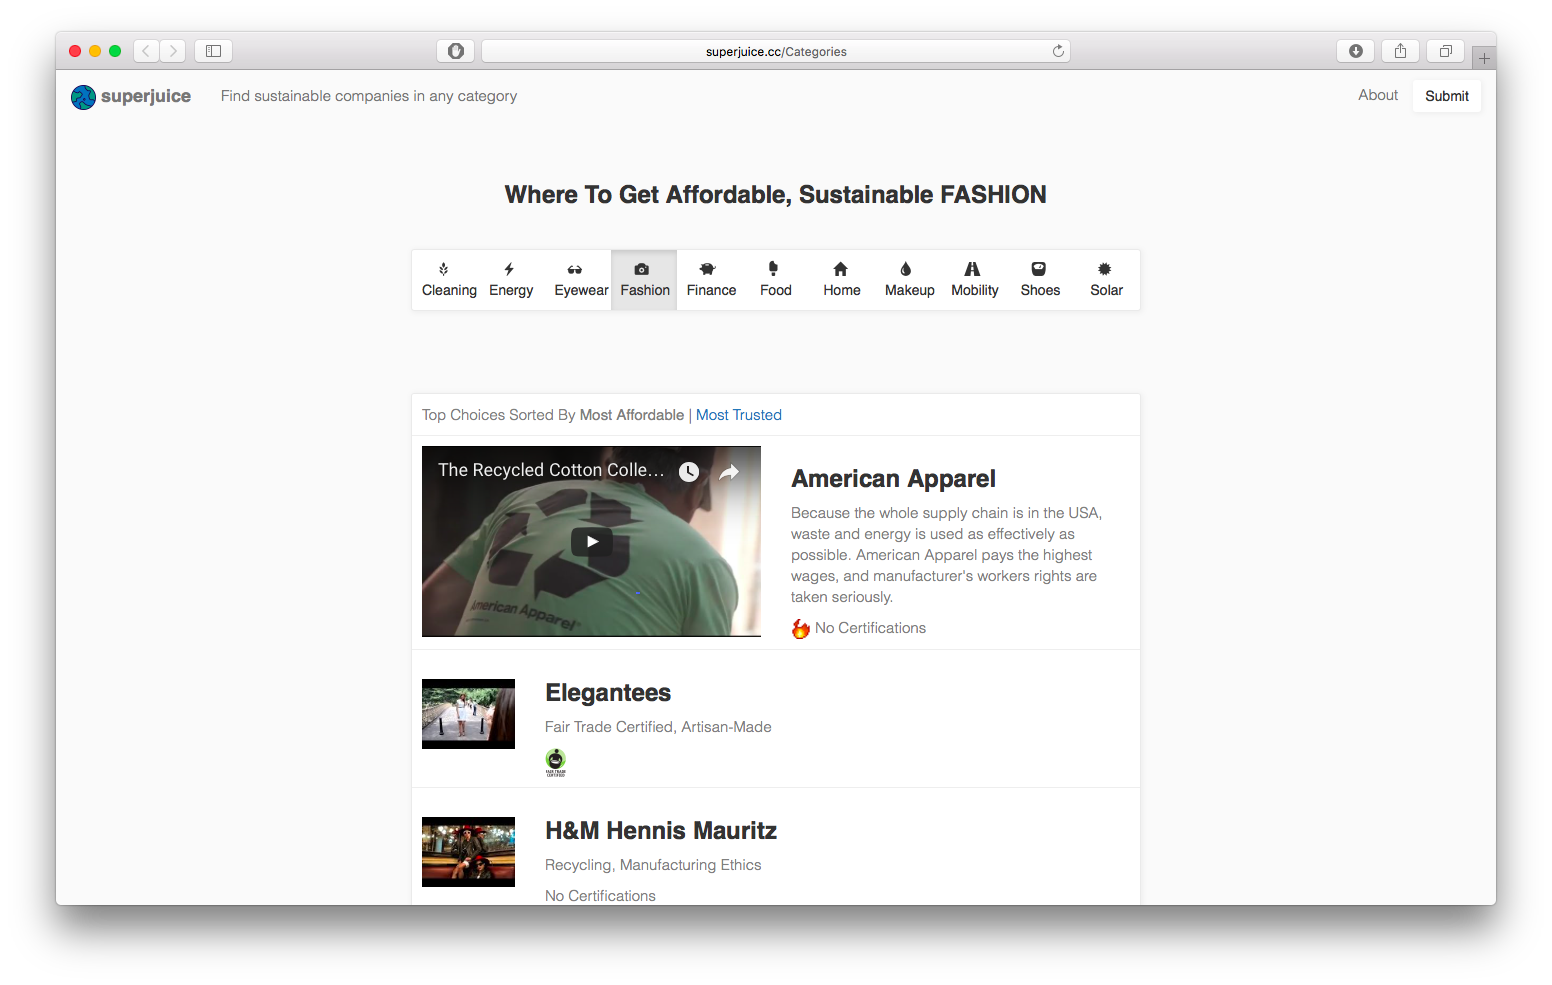 superjuice.cc/Categories
superjuice
Find sustainable companies in any category
About
Submit
Where To Get Affordable, Sustainable FASHION
Cleaning
Energy
Eyewear
Fashion
Finance
Food
Home
Makeup
Mobility
Shoes
Solar
Top Choices Sorted By Most Affordable | Most Trusted
The Recycled Cotton Colle...
American Apparel®
American Apparel
Because the whole supply chain is in the USA,
waste and energy is used as effectively as
possible. American Apparel pays the highest
wages, and manufacturer's workers rights are
taken seriously.
No Certifications
Elegantees
Fair Trade Certified, Artisan-Made
FAIR TRADE
CERTIFIED
H&M Hennis Mauritz
Recycling, Manufacturing Ethics
No Certifications